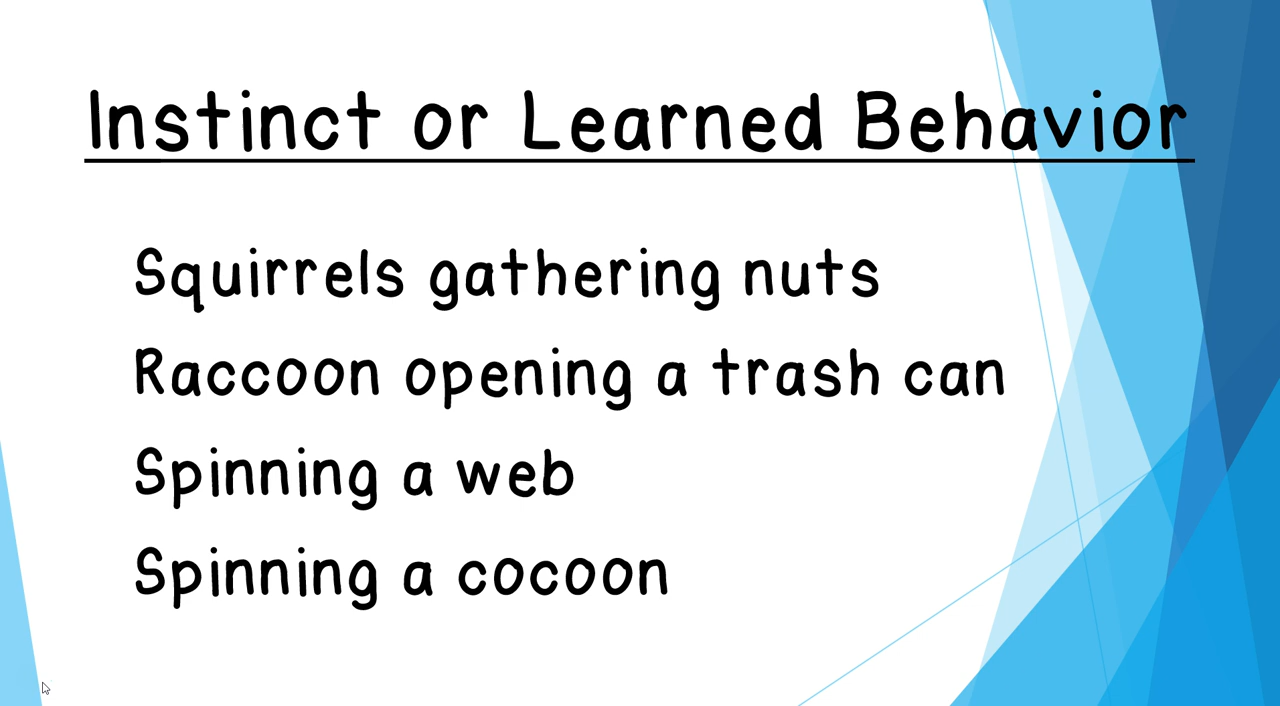 Instinct or Learned Behavior
Squirrels gathering nuts
Raccoon opening a trash can
Spinning a web
Spinning a cocoon